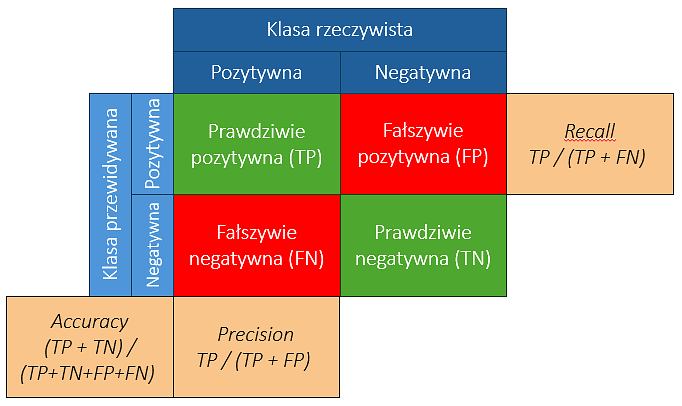 Klasa rzeczywista
Pozytywna
Negatywna
Klasa przewidywana
Pozytywna
Prawdziwie
pozytywna (TP)
Fałszywie
pozytywna (FP)
Recall
TP / (TP + FN)
Negatywna
Fałszywie
negatywna (FN)
Prawdziwie
negatywna (TN)
Accuracy
(TP + TN) /
(TP+TN+FP+FN)
Precision
TP / (TP + FP)